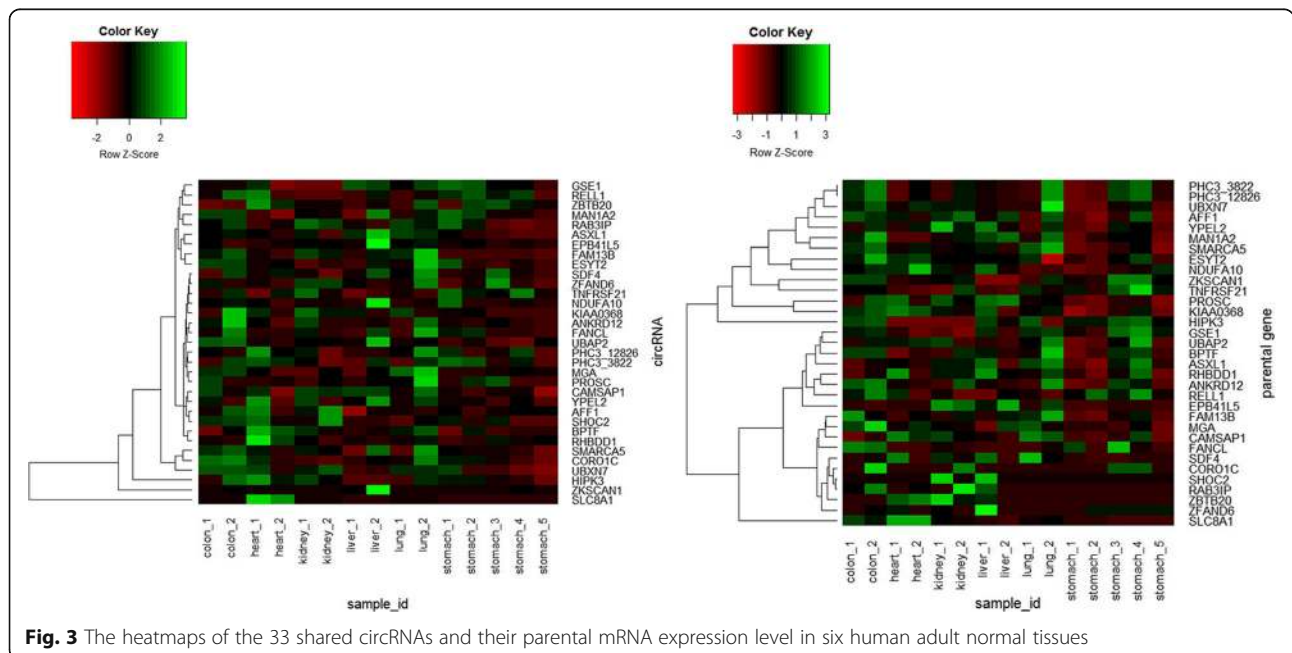 Color Key
-2 0 2
Row Z-Score
GSE1
RELL1
ZBTB20
MAN1A2
RAB3IP
ASXL1
EPB41L5
FAM13B
ESYT2
SDF4
ZFAND6
TNFRSF21
NDUFA10
KIAA0368
ANKRD12
FANCL
UBAP2
PHC3_12826
PHC3_3822
MGA
PROSC
CAMSAP1
YPEL2
AFF1
SHOC2
BPTF
RHBDD1
SMARCA5
CORO1C
UBXN7
HIPK3
ZKSCAN1
SLC8A1
circRNA
colon_1
colon_2
heart_1
heart_2
kidney_1
kidney_2
liver_1
liver_2
lung_1
lung_2
stomach_1
stomach_2
stomach_3
stomach_4
stomach_5
sample_id
Color Key
-3 -1 1 3
Row Z-Score
PHC3_3822
PHC3_12826
UBXN7
AFF1
YPEL2
MAN1A2
SMARCA5
ESYT2
NDUFA10
ZKSCAN1
TNFRSF21
PROSC
KIAA0368
HIPK3
GSE1
UBAP2
BPTF
ASXL1
RHBDD1
ANKRD12
RELL1
EPB41L5
FAM13B
MGA
CAMSAP1
FANCL
SDF4
CORO1C
SHOC2
RAB3IP
ZBTB20
ZFAND6
SLC8A1
parental gene
colon_1
colon_2
heart_1
heart_2
kidney_1
kidney_2
liver_1
liver_2
lung_1
lung_2
stomach_1
stomach_2
stomach_3
stomach_4
stomach_5
sample_id
Fig. 3 The heatmaps of the 33 shared circRNAs and their parental mRNA expression level in six human adult normal tissues